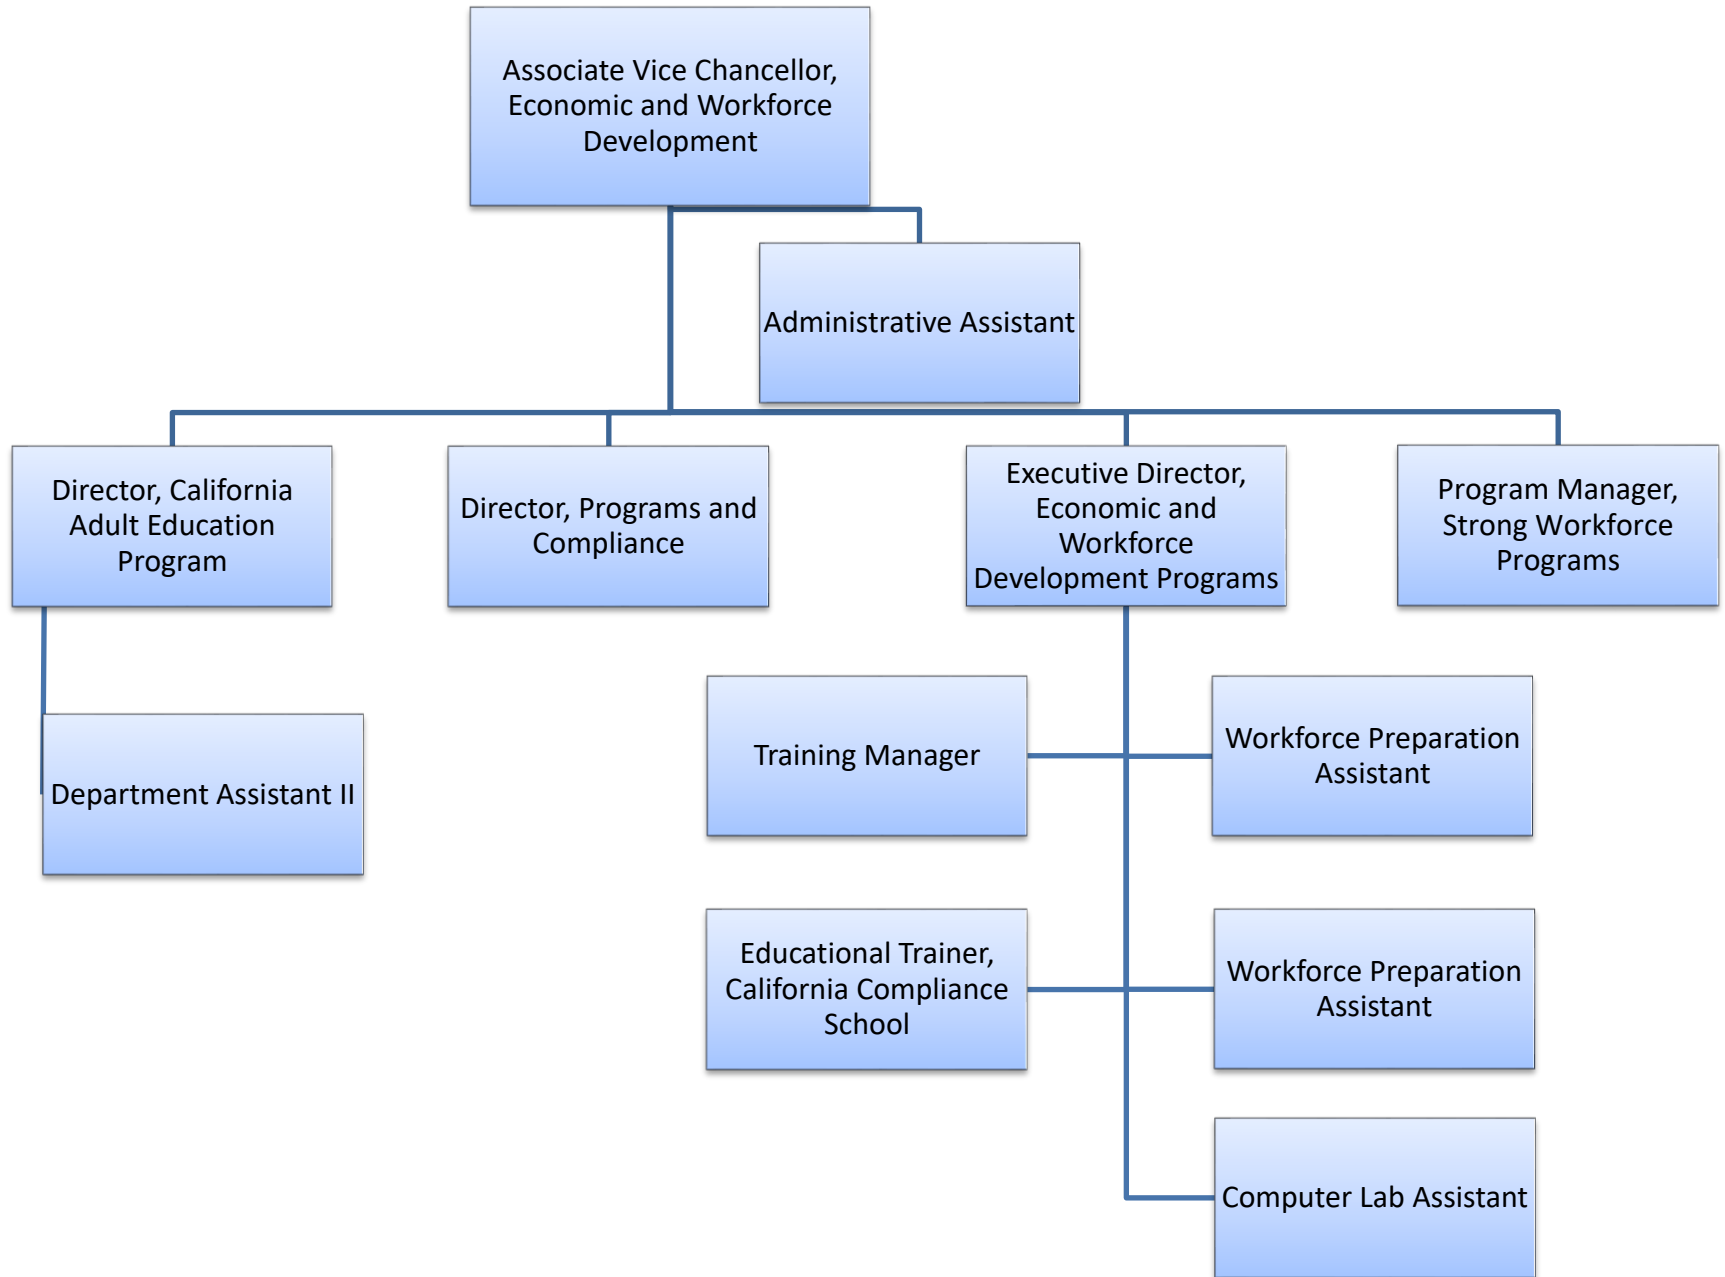 Associate Vice Chancellor,
Economic and Workforce
Development
Administrative Assistant
Director, California
Adult Education
Program
Director, Programs and
Compliance
Executive Director,
Economic and
Workforce
Development Programs
Program Manager,
Strong Workforce
Programs
Training Manager
Workforce Preparation
Assistant
Department Assistant II
Educational Trainer,
California Compliance
School
Workforce Preparation
Assistant
Computer Lab Assistant